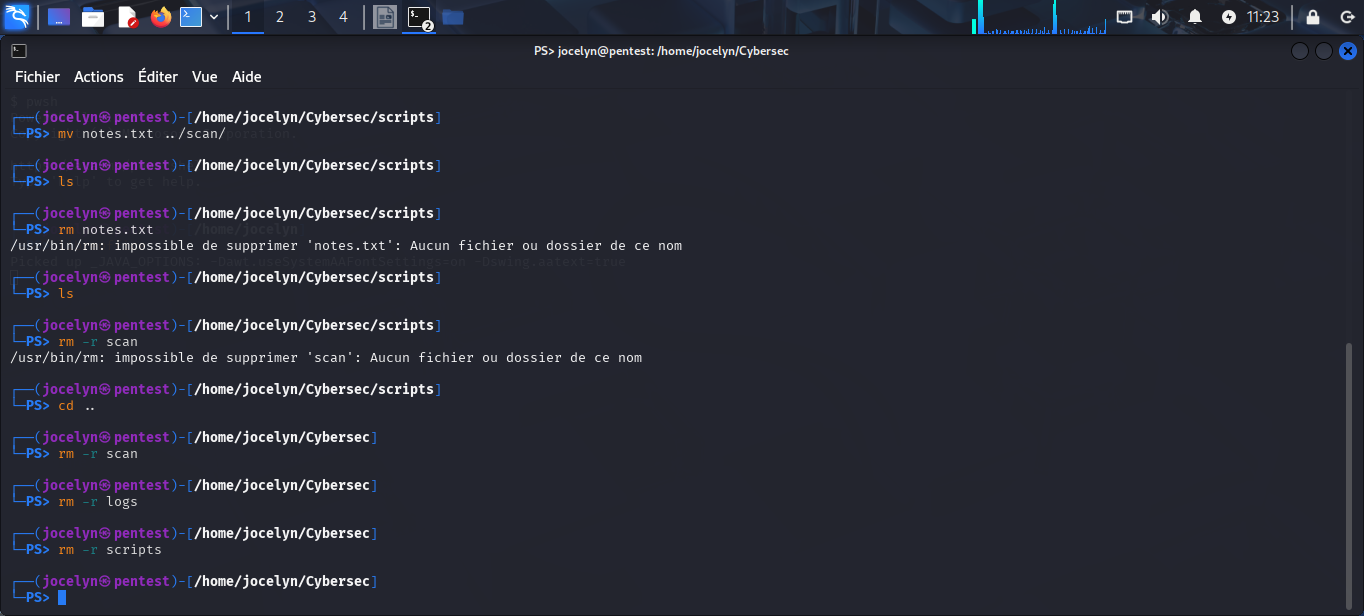 1 2 3 4 2 11:23
PS> jocelyn@pentest: /home/jocelyn/Cybersec
Fichier Actions Éditer Vue Aide
┌──(jocelyn㉿pentest)-[/home/jocelyn/Cybersec/scripts]
└─PS> mv notes.txt ../scan/
┌──(jocelyn㉿pentest)-[/home/jocelyn/Cybersec/scripts]
└─PS> ls
┌──(jocelyn㉿pentest)-[/home/jocelyn/Cybersec/scripts]
└─PS> rm notes.txt
/usr/bin/rm: impossible de supprimer 'notes.txt': Aucun fichier ou dossier de ce nom
┌──(jocelyn㉿pentest)-[/home/jocelyn/Cybersec/scripts]
└─PS> ls
┌──(jocelyn㉿pentest)-[/home/jocelyn/Cybersec/scripts]
└─PS> rm -r scan
/usr/bin/rm: impossible de supprimer 'scan': Aucun fichier ou dossier de ce nom
┌──(jocelyn㉿pentest)-[/home/jocelyn/Cybersec/scripts]
└─PS> cd ..
┌──(jocelyn㉿pentest)-[/home/jocelyn/Cybersec]
└─PS> rm -r scan
┌──(jocelyn㉿pentest)-[/home/jocelyn/Cybersec]
└─PS> rm -r logs
┌──(jocelyn㉿pentest)-[/home/jocelyn/Cybersec]
└─PS> rm -r scripts
┌──(jocelyn㉿pentest)-[/home/jocelyn/Cybersec]
└─PS>